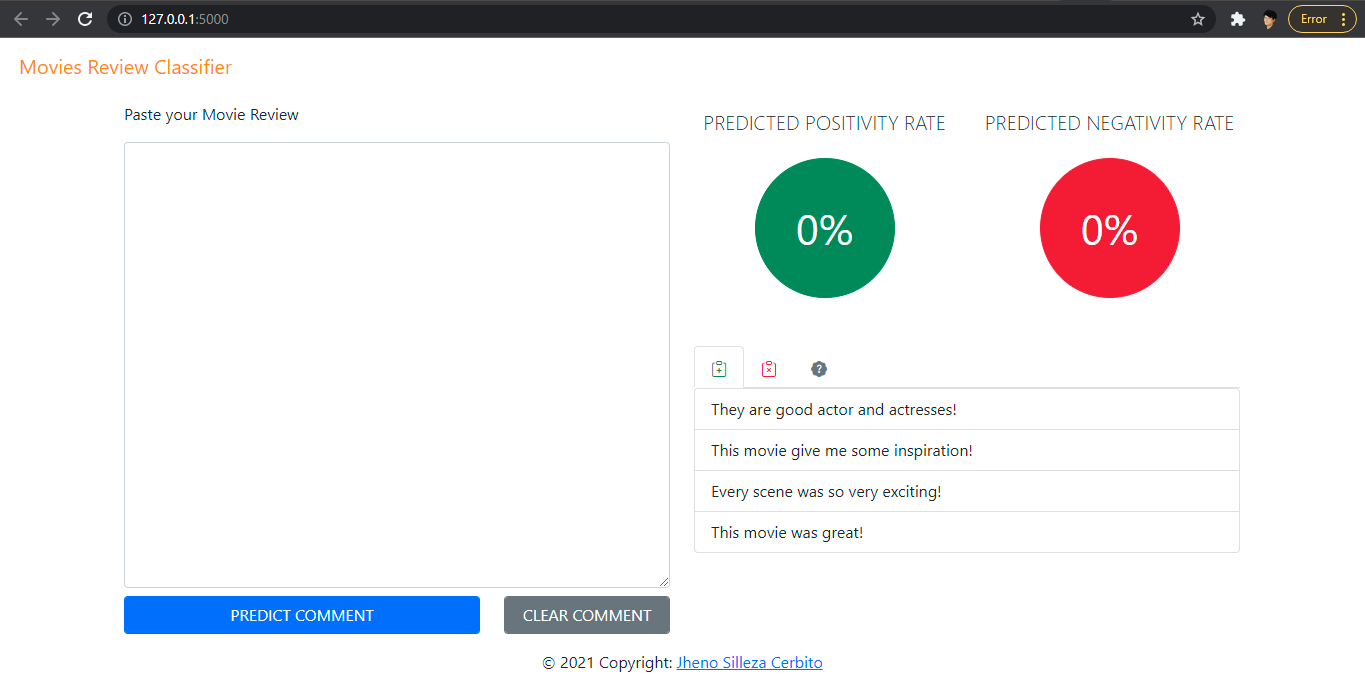 127.0.0.1:5000
Error
Movies Review Classifier
Paste your Movie Review
PREDICT COMMENT
CLEAR COMMENT
PREDICTED POSITIVITY RATE
PREDICTED NEGATIVITY RATE
0%
0%
They are good actor and actresses!
This movie give me some inspiration!
Every scene was so very exciting!
This movie was great!
© 2021 Copyright: Jheno Silleza Cerbito